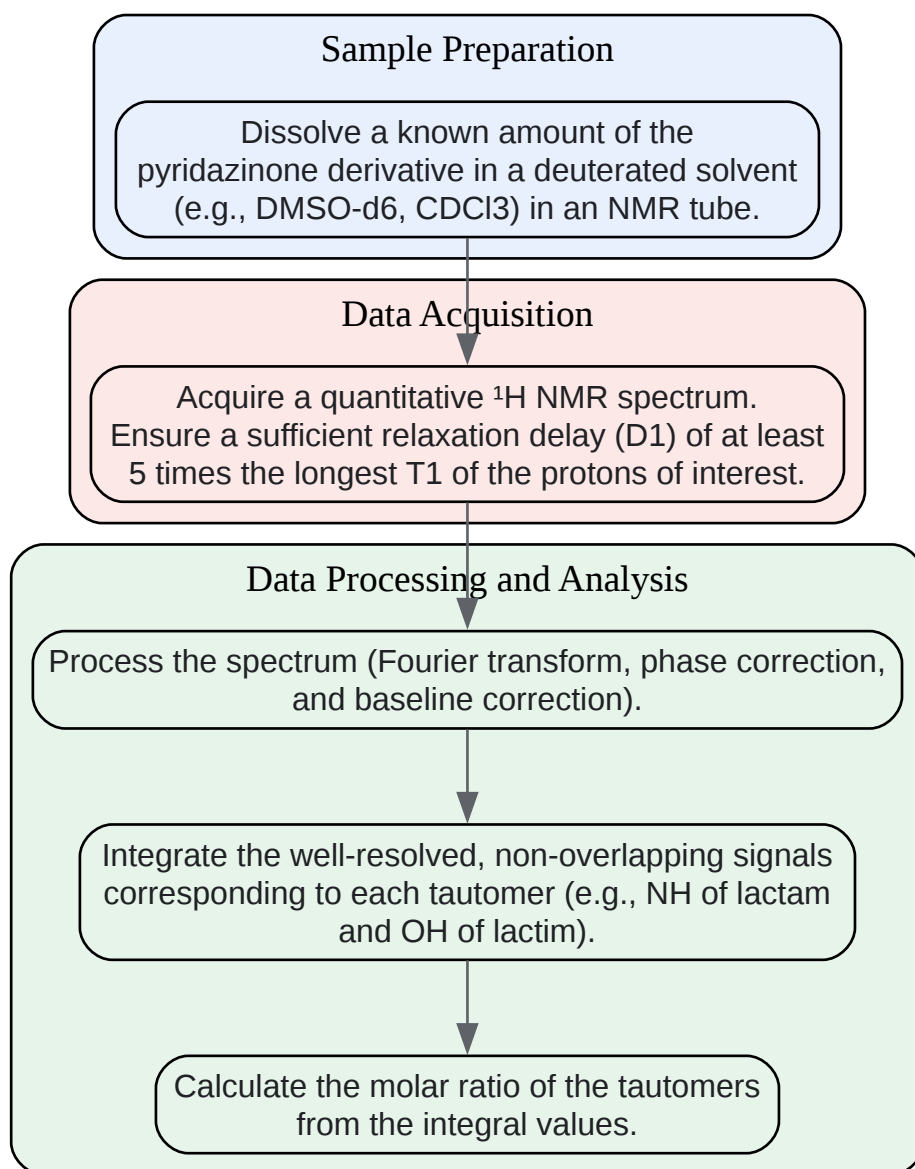 Sample Preparation
Dissolve a known amount of the
pyridazinone derivative in a deuterated solvent
(e.g., DMSO-d6, CDCl3) in an NMR tube.
Data Acquisition
Acquire a quantitative ¹H NMR spectrum.
Ensure a sufficient relaxation delay (D1) of at least
5 times the longest T1 of the protons of interest.
Data Processing and Analysis
Process the spectrum (Fourier transform, phase correction,
and baseline correction).
Integrate the well-resolved, non-overlapping signals
corresponding to each tautomer (e.g., NH of lactam
and OH of lactim).
Calculate the molar ratio of the tautomers
from the integral values.